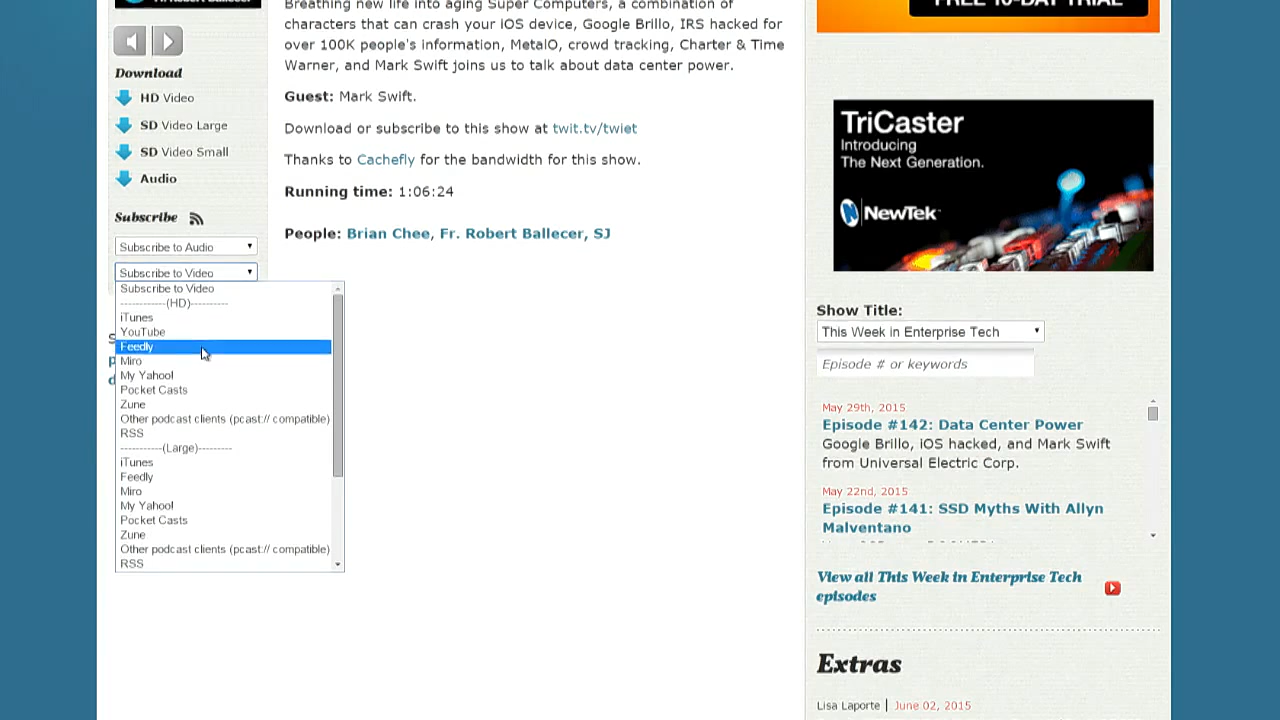 Breathing new life into aging Super Computers, a combination of
characters that can crash your iOS device, Google Brillo, IRS hacked for
over 100K people's information, MetalO, crowd tracking, Charter & Time
Warner, and Mark Swift joins us to talk about data center power.
Guest: Mark Swift.
Download or subscribe to this show at twit.tv/twiet
Thanks to Cachefly for the bandwidth for this show.
Running time: 1:06:24
People: Brian Chee, Fr. Robert Ballecer, SJ
Download
HD Video
SD Video Large
SD Video Small
Audio
Subscribe
Subscribe to Audio
Subscribe to Video
Subscribe to Video
------------(HD)----------
iTunes
YouTube
Feedly
Miro
My Yahoo!
Pocket Casts
Zune
Other podcast clients (pcast:// compatible)
RSS
-----------(Large)---------
iTunes
Feedly
Miro
My Yahoo!
Pocket Casts
Zune
Other podcast clients (pcast:// compatible)
RSS
FREE 10-DAY TRIAL
TriCaster
Introducing
The Next Generation.
NewTek
Show Title:
This Week in Enterprise Tech
Episode # or keywords
May 29th, 2015
Episode #142: Data Center Power
Google Brillo, iOS hacked, and Mark Swift
from Universal Electric Corp.
May 22nd, 2015
Episode #141: SSD Myths With Allyn
Malventano
View all This Week in Enterprise Tech
episodes
Extras
Lisa Laporte | June 02, 2015